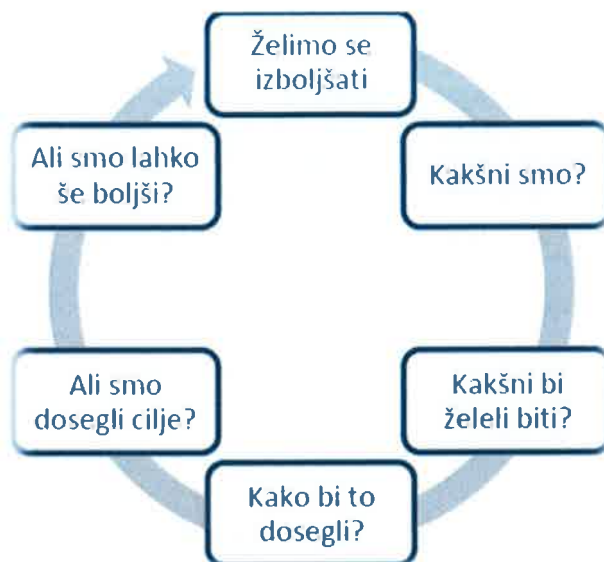 Želimo se
izboljšati
Kakšni smo?
Kakšni bi
želeli biti?
Kako bi to
dosegli?
Ali smo
dosegli cilje?
Ali smo lahko
še boljši?